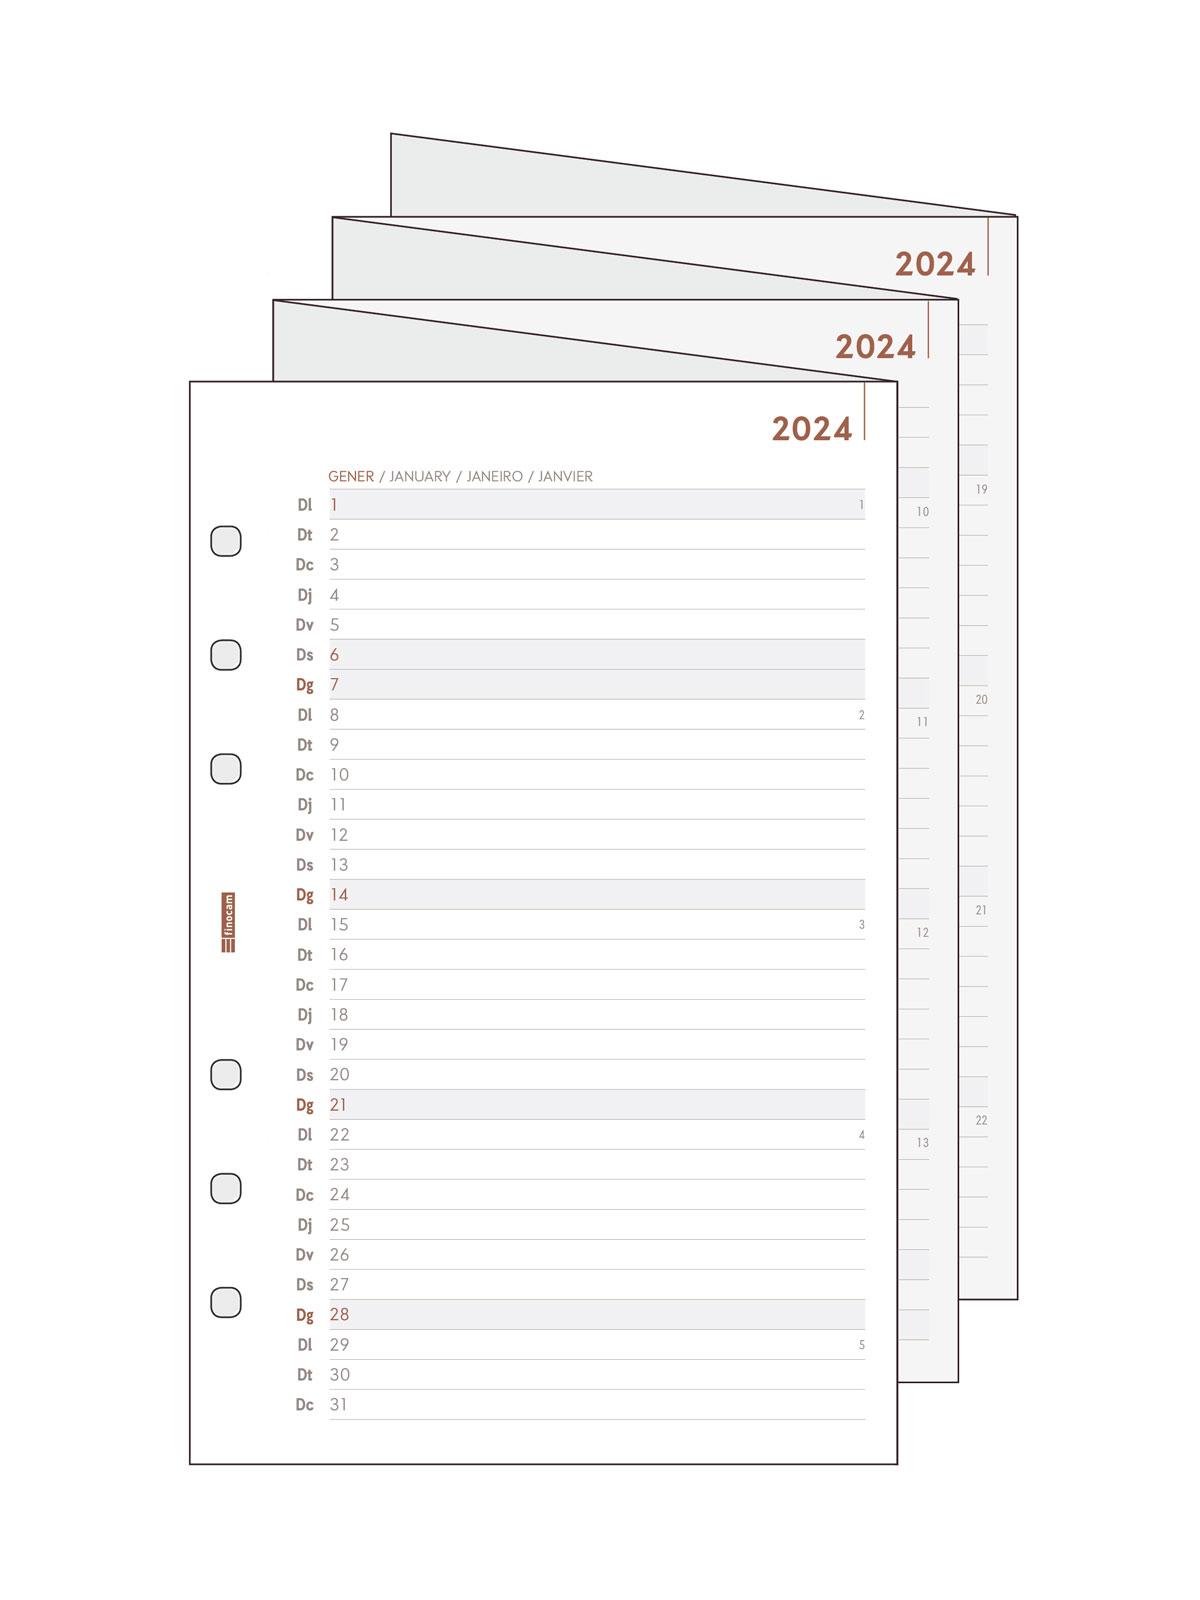 2024
2024
2024
GENER / JANUARY / JANEIRO / JANVIER
Dl 1 1
Dt 2
Dc 3
Dj 4
Dv 5
Ds 6
Dg 7
Dl 8 2
Dt 9
Dc 10
Dj 11
Dv 12
Ds 13
Dg 14
Dl 15 3
Dt 16
Dc 17
Dj 18
Dv 19
Ds 20
Dg 21
Dl 22 4
Dt 23
Dc 24
Dj 25
Dv 26
Ds 27
Dg 28
Dl 29 5
Dt 30
Dc 31
finocam
10
11
12
13
19
20
21
22